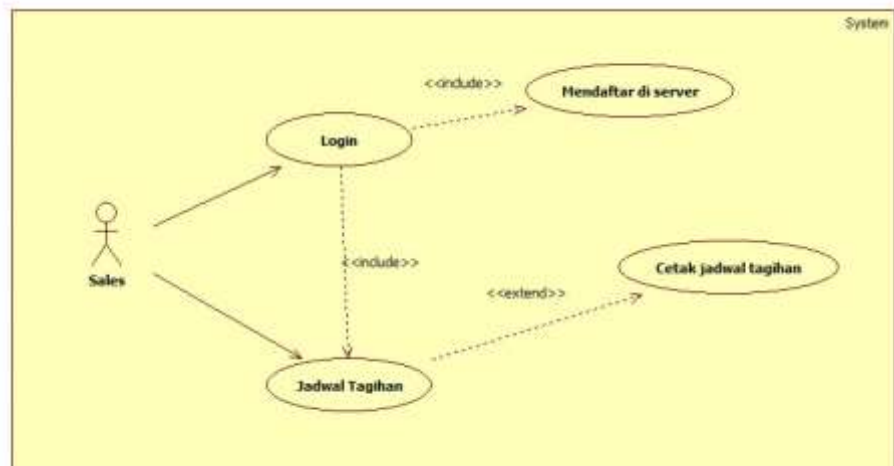 System
<<include>>
Mendaftar di server
Login
<<include>>
Sales
Cetak jadwal tagihan
<<extend>>
Jadwal Tagihan